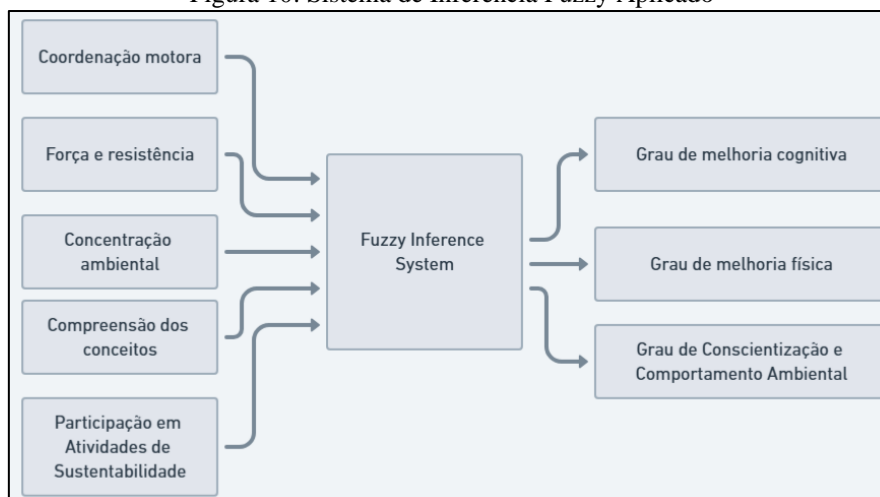 Figura 10: Sistema de Inferência Fuzzy Aplicado
Coordenação motora
Força e resistência
Concentração
ambiental
Compreensão dos
conceitos
Participação em
Atividades de
Sustentabilidade
Fuzzy Inference
System
Grau de melhoria cognitiva
Grau de melhoria física
Grau de Conscientização e
Comportamento Ambiental